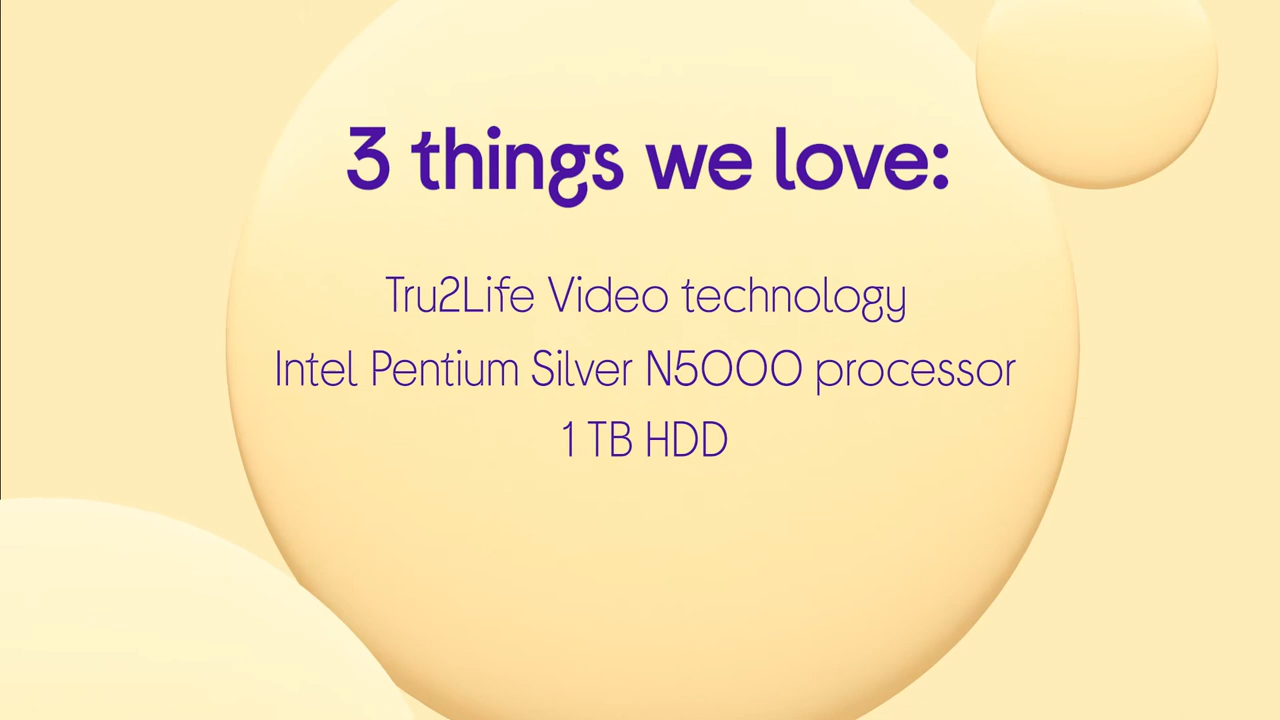 3 things we love:
Tru2Life Video technology
Intel Pentium Silver N5000 processor
1 TB HDD